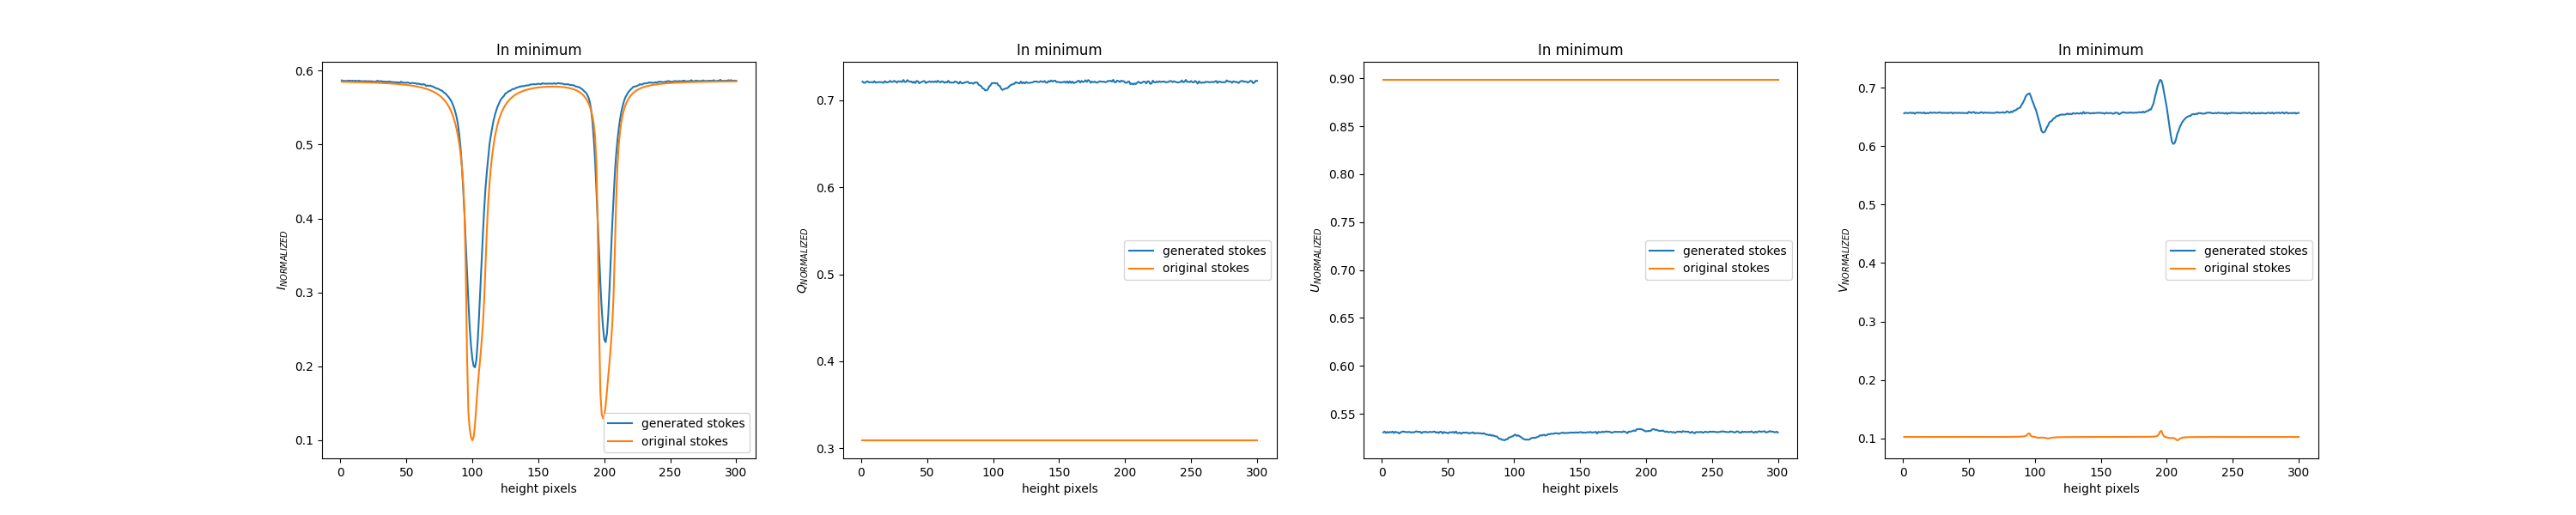 In minimum
0.6
0.5
0.4
0.3
0.2
0.1
I_NORMALIZED
0 50 100 150 200 250 300
height pixels
generated stokes
original stokes
In minimum
0.7
0.6
0.5
0.4
0.3
Q_NORMALIZED
0 50 100 150 200 250 300
height pixels
generated stokes
original stokes
In minimum
0.90
0.85
0.80
0.75
0.70
0.65
0.60
0.55
U_NORMALIZED
0 50 100 150 200 250 300
height pixels
generated stokes
original stokes
In minimum
0.7
0.6
0.5
0.4
0.3
0.2
0.1
V_NORMALIZED
0 50 100 150 200 250 300
height pixels
generated stokes
original stokes